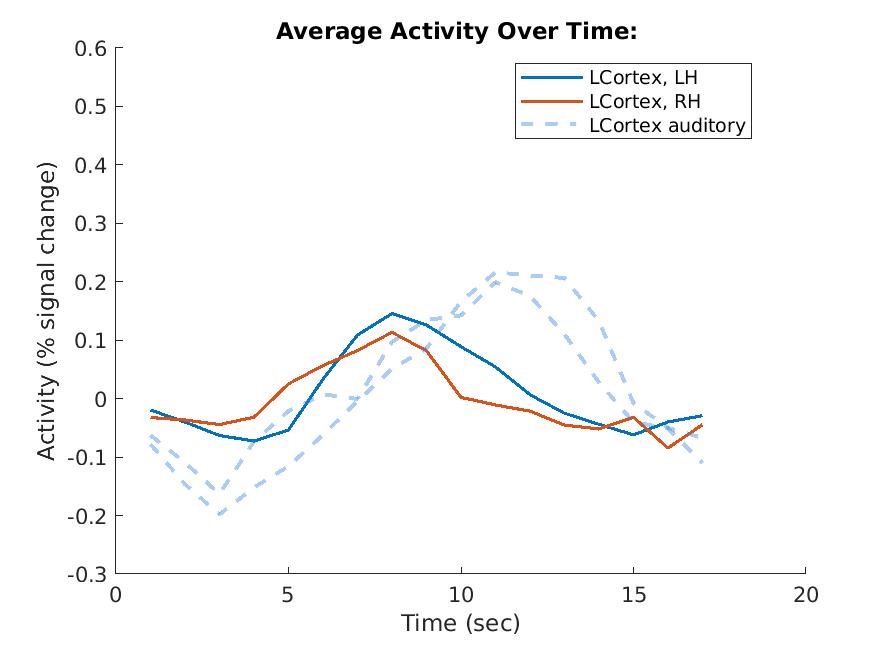 Average Activity Over Time:
LCortex, LH
LCortex, RH
LCortex auditory
Activity (% signal change)
0.6
0.5
0.4
0.3
0.2
0.1
0
-0.1
-0.2
-0.3
0 5 10 15 20
Time (sec)